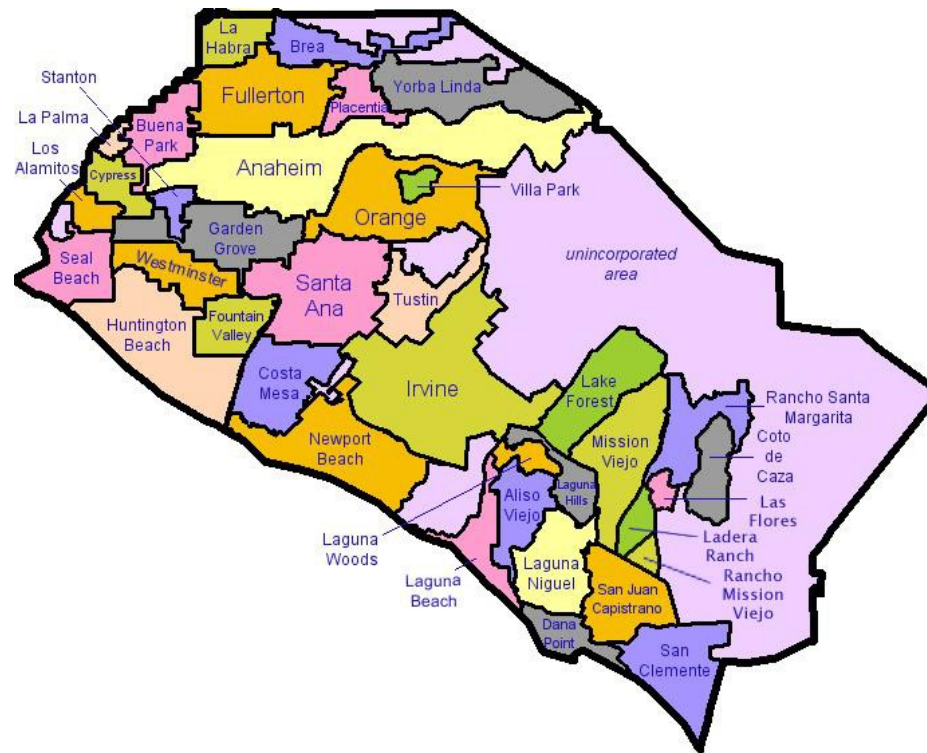 La
Habra
Brea
Stanton
Fullerton
Yorba Linda
Placentia
La Palma
Buena
Park
Los
Alamitos
Cypress
Anaheim
Villa Park
Orange
Garden
Grove
unincorporated
area
Seal
Beach
Westminster
Santa
Ana
Tustin
Huntington
Beach
Fountain
Valley
Costa
Mesa
Irvine
Lake
Forest
Rancho Santa
Margarita
Newport
Beach
Mission
Viejo
Coto
de
Caza
Laguna
Hills
Aliso
Viejo
Las
Flores
Laguna
Woods
Ladera
Ranch
Laguna
Beach
Laguna
Niguel
Rancho
Mission
Viejo
San Juan
Capistrano
Dana
Point
San
Clemente